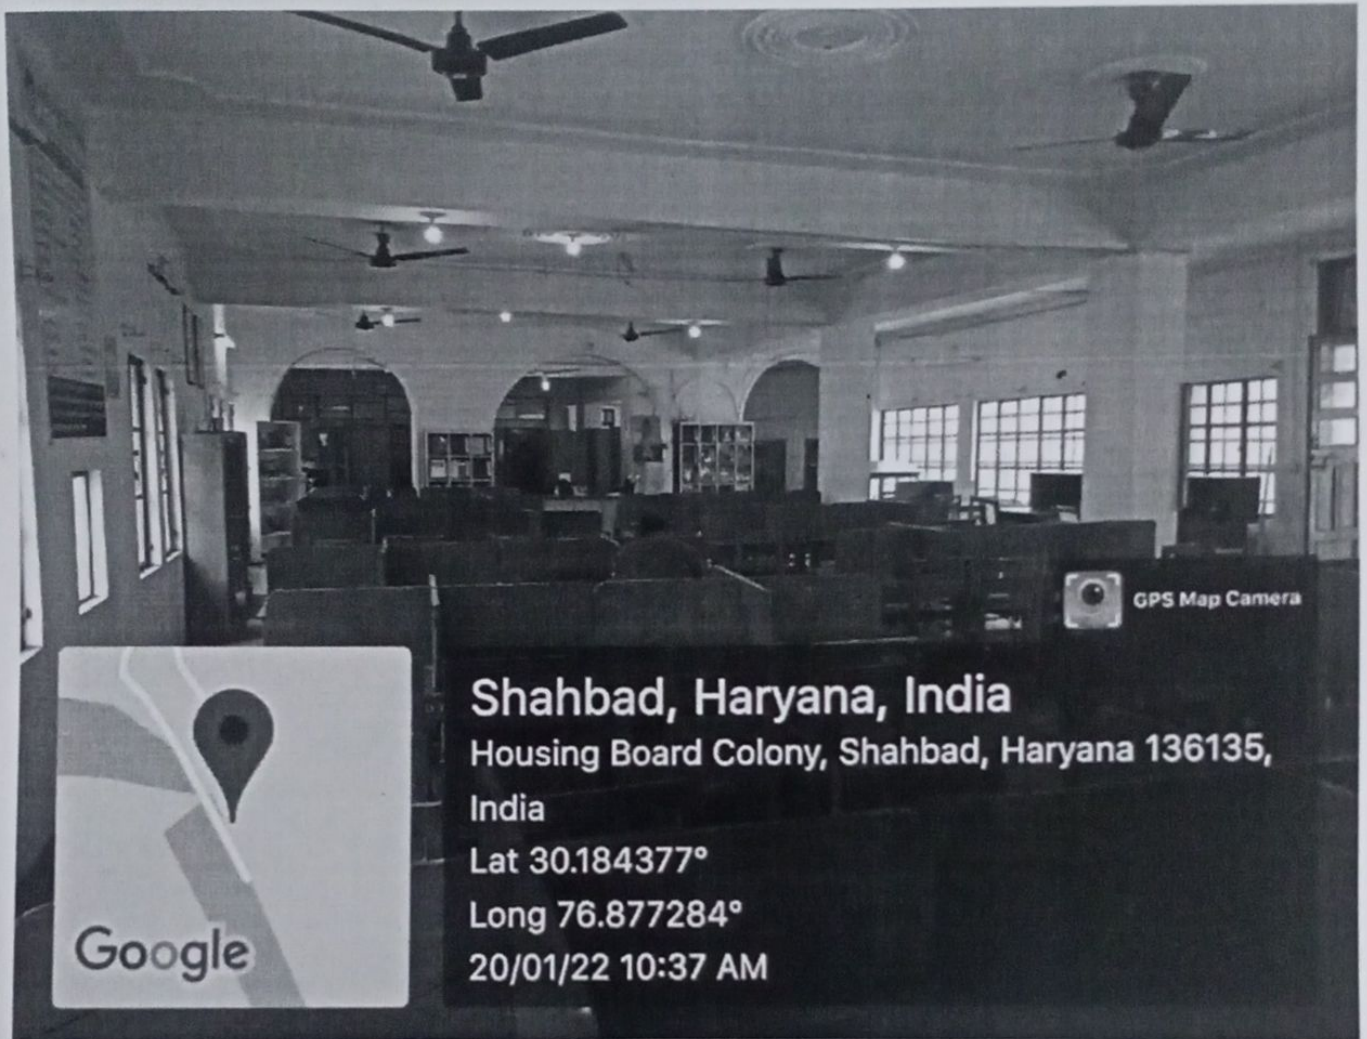 GPS Map Camera
Shahbad, Haryana, India
Housing Board Colony, Shahbad, Haryana 136135,
India
Lat 30.184377°
Long 76.877284°
20/01/22 10:37 AM
Google